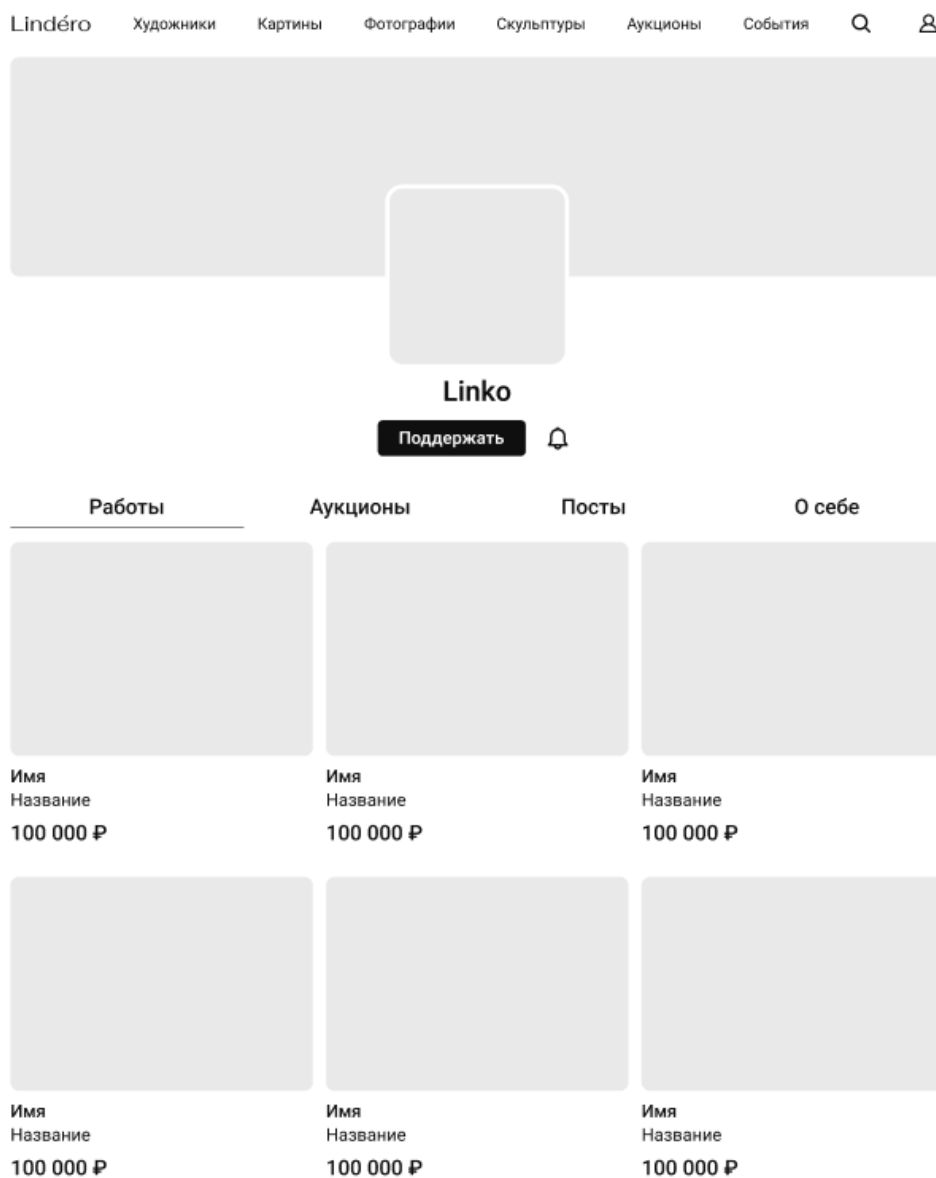 Lindéro Художники Картины Фотографии Скульптуры Аукционы События
Linko
Поддержать
Работы Аукционы Посты О себе
Имя Имя Имя
Название Название Название
100 000 ₽ 100 000 ₽ 100 000 ₽
Имя Имя Имя
Название Название Название
100 000 ₽ 100 000 ₽ 100 000 ₽